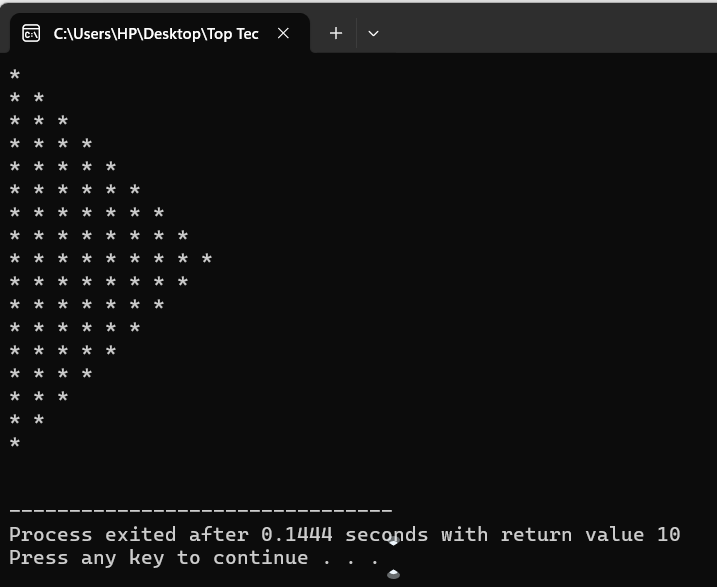 C:\Users\HP\Desktop\Top Tec
*
* *
* * *
* * * *
* * * * *
* * * * * *
* * * * * * *
* * * * * * * *
* * * * * * * * *
* * * * * * * *
* * * * * * *
* * * * * *
* * * * *
* * * *
* * *
* *
*
--------------------------------
Process exited after 0.1444 seconds with return value 10
Press any key to continue . . .